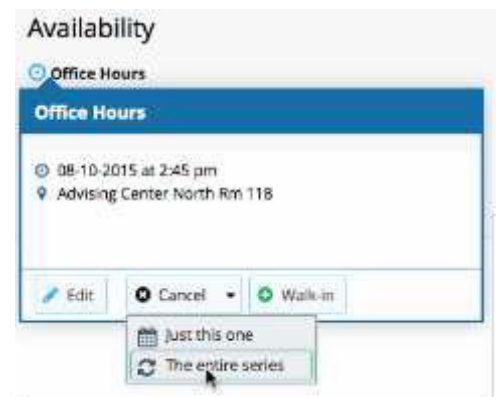 Availability
Office Hours
Office Hours
08-10-2015 at 2:45 pm
Advising Center North Rm 118
Edit Cancel Walk-in
Just this one
The entire series